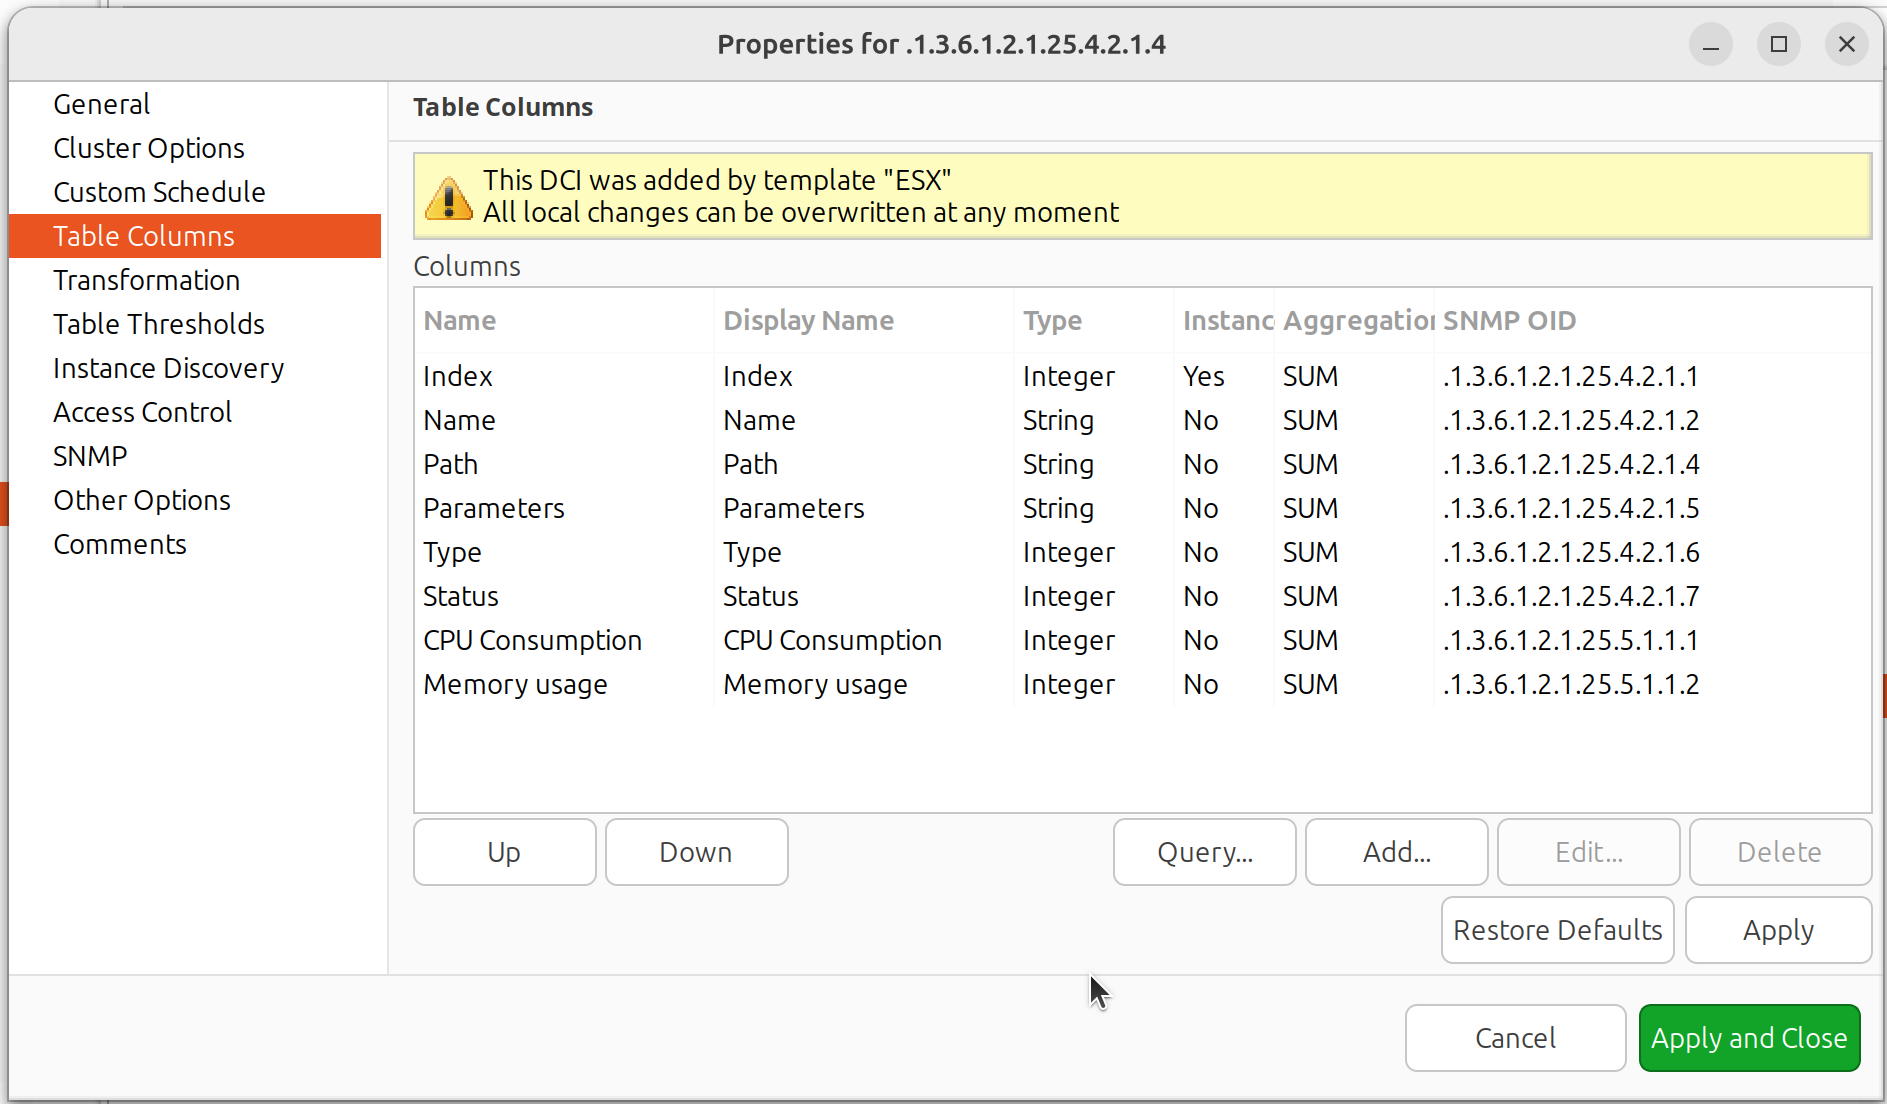 Properties for .1.3.6.1.2.1.25.4.2.1.4
General
Cluster Options
Custom Schedule
Table Columns
Transformation
Table Thresholds
Instance Discovery
Access Control
SNMP
Other Options
Comments
Table Columns
This DCI was added by template "ESX"
All local changes can be overwritten at any moment
Columns
Name Display Name Type Instanc Aggregation SNMP OID
Index Index Integer Yes SUM .1.3.6.1.2.1.25.4.2.1.1
Name Name String No SUM .1.3.6.1.2.1.25.4.2.1.2
Path Path String No SUM .1.3.6.1.2.1.25.4.2.1.4
Parameters Parameters String No SUM .1.3.6.1.2.1.25.4.2.1.5
Type Type Integer No SUM .1.3.6.1.2.1.25.4.2.1.6
Status Status Integer No SUM .1.3.6.1.2.1.25.4.2.1.7
CPU Consumption CPU Consumption Integer No SUM .1.3.6.1.2.1.25.5.1.1.1
Memory usage Memory usage Integer No SUM .1.3.6.1.2.1.25.5.1.1.2
Up Down Query... Add... Edit... Delete
Restore Defaults Apply
Cancel Apply and Close